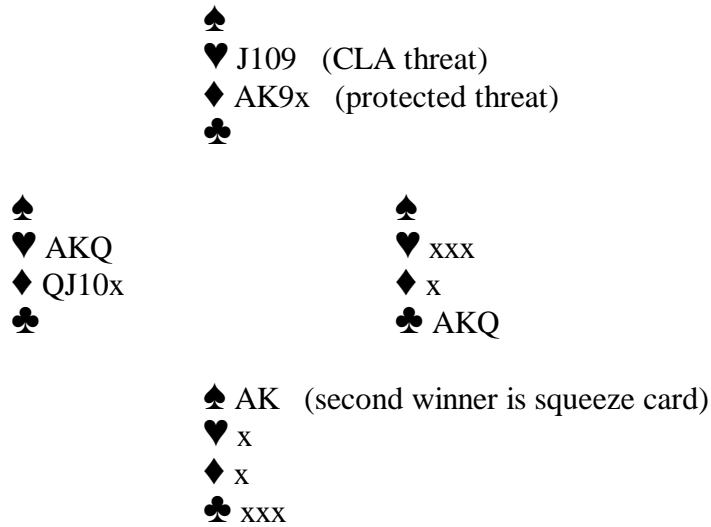 ♠
♥ J109 (CLA threat)
♦ AK9x (protected threat)
♣
♠ ♠
♥ AKQ ♥ xxx
♦ QJ10x ♦ x
♣ ♣ AKQ
♠ AK (second winner is squeeze card)
♥ x
♦ x
♣ xxx